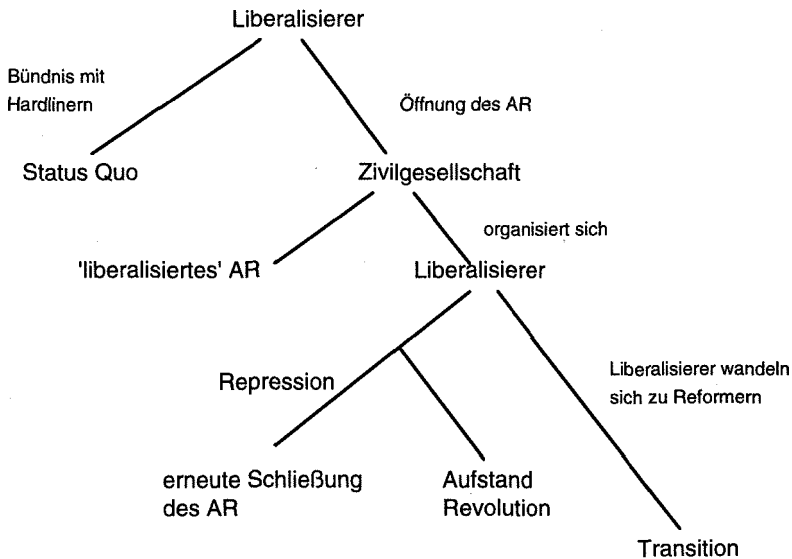 Liberalisierer
Bündnis mit
Hardlinern
Öffnung des AR
Status Quo
Zivilgesellschaft
organisiert sich
'liberalisiertes' AR
Liberalisierer
Repression
Liberalisierer wandeln
sich zu Reformern
erneute Schließung
des AR
Aufstand
Revolution
Transition